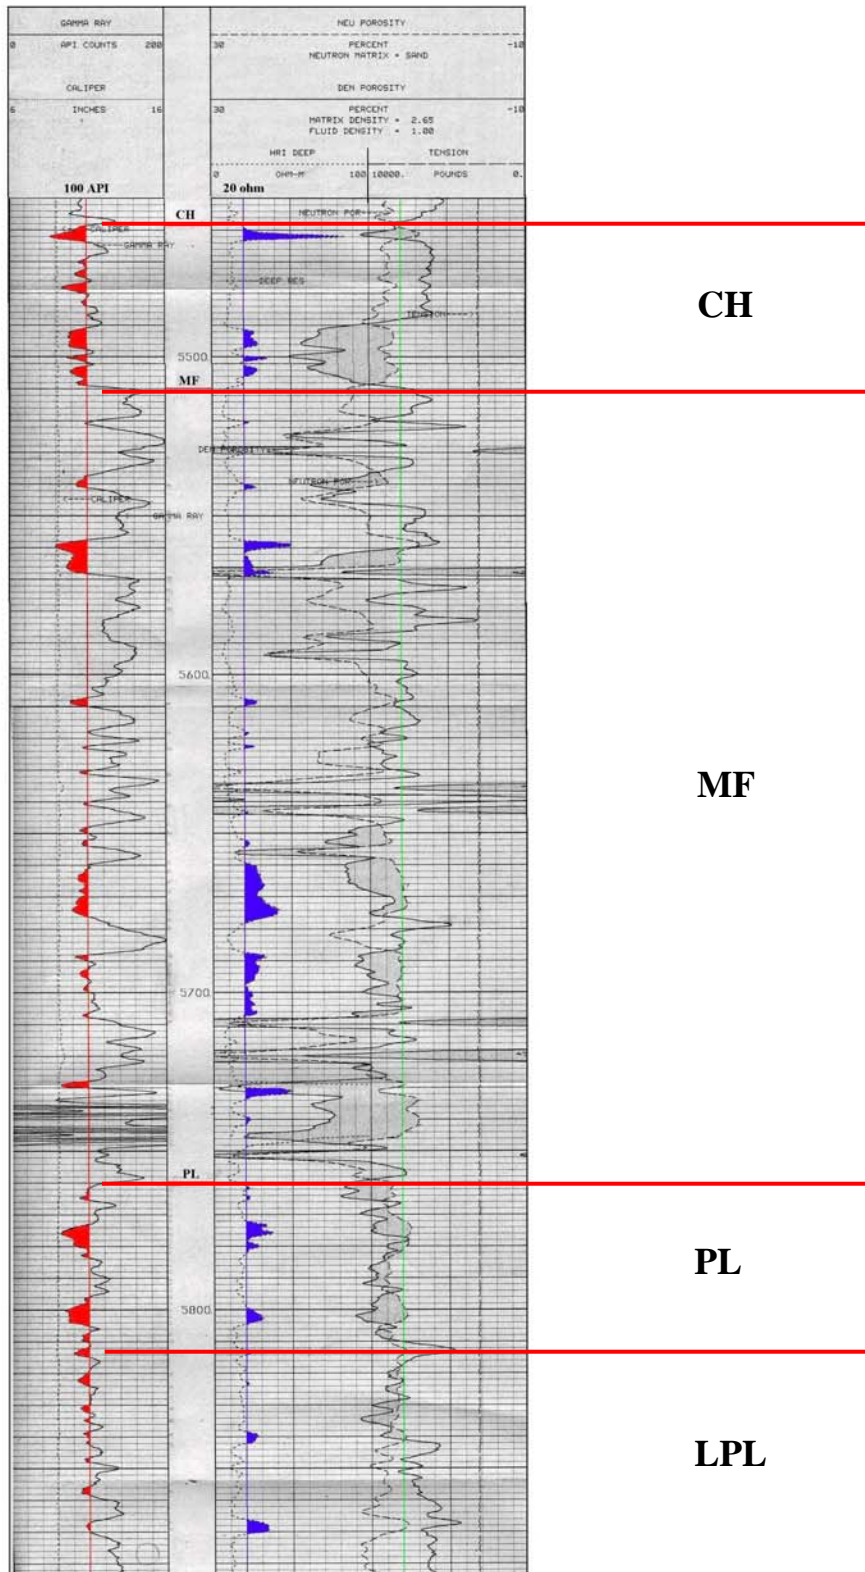 GAMMA RAY
0 API COUNTS 200
CALIPER
6 INCHES 16
NEU POROSITY
30 PERCENT -10
NEUTRON MATRIX = SAND
DEN POROSITY
30 PERCENT -10
MATRIX DENSITY = 2.65
FLUID DENSITY = 1.00
HRI DEEP TENSION
0 OHM-M 100 10000. POUNDS 0.
100 API 20 ohm
NEUTRON POR
CH
CALIPER
GAMMA RAY
DEEP RES
CH
TENSION
5500
MF
DEN POROSITY
NEUTRON POR
CALIPER
GAMMA RAY
5600
MF
5700
PL
PL
5800
LPL